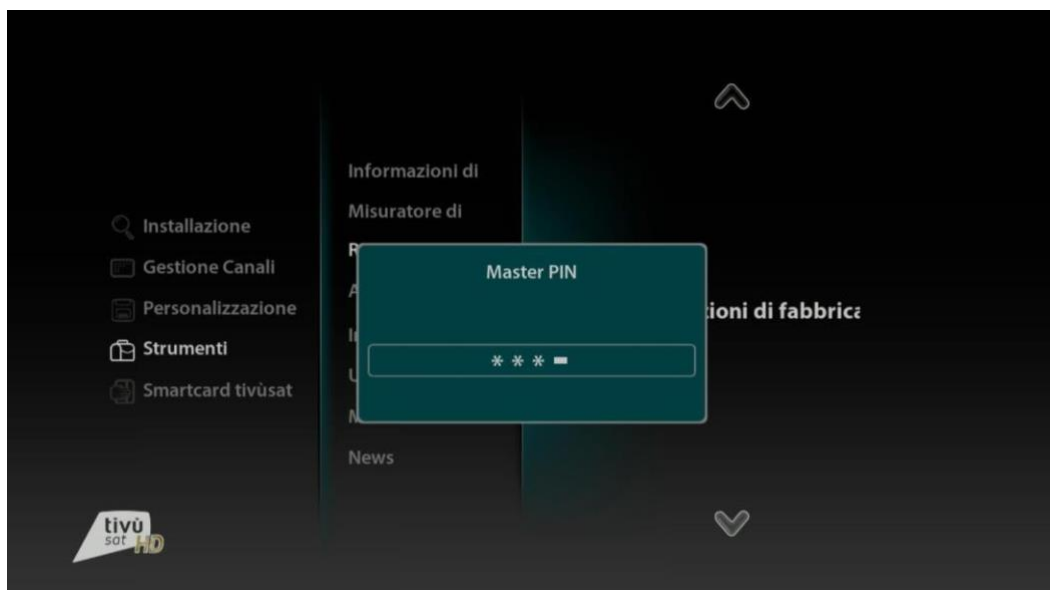 Informazioni di
Misuratore di
Installazione
Gestione Canali
Personalizzazione
Strumenti
Smartcard tivùsat
News
Master PIN
* * * -
zioni di fabbrica
tivù
sat HD